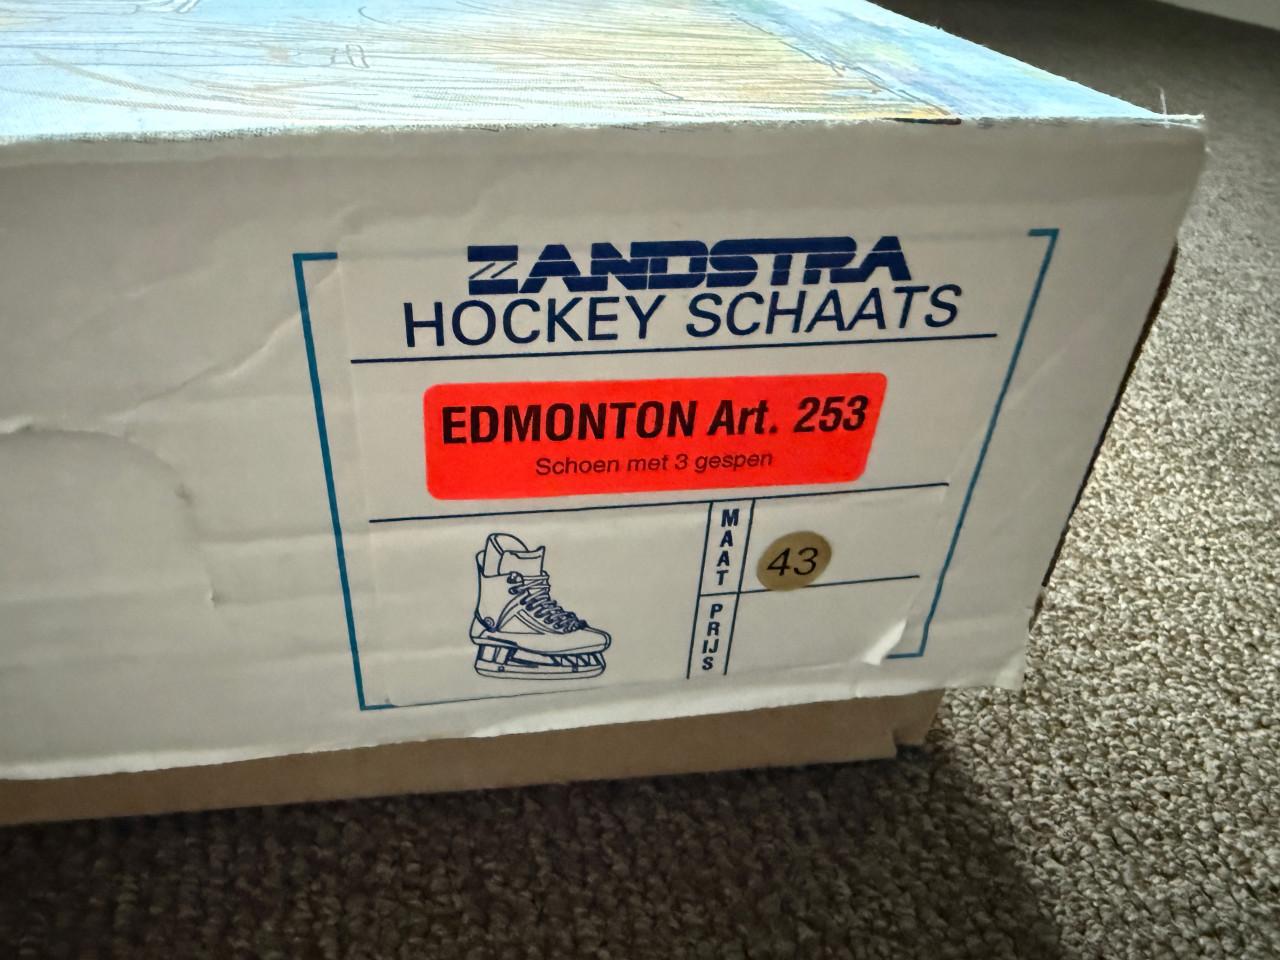 ZANDSTRA
HOCKEY SCHAATS
EDMONTON Art. 253
Schoen met 3 gespen
MAAT
43
PRIJS